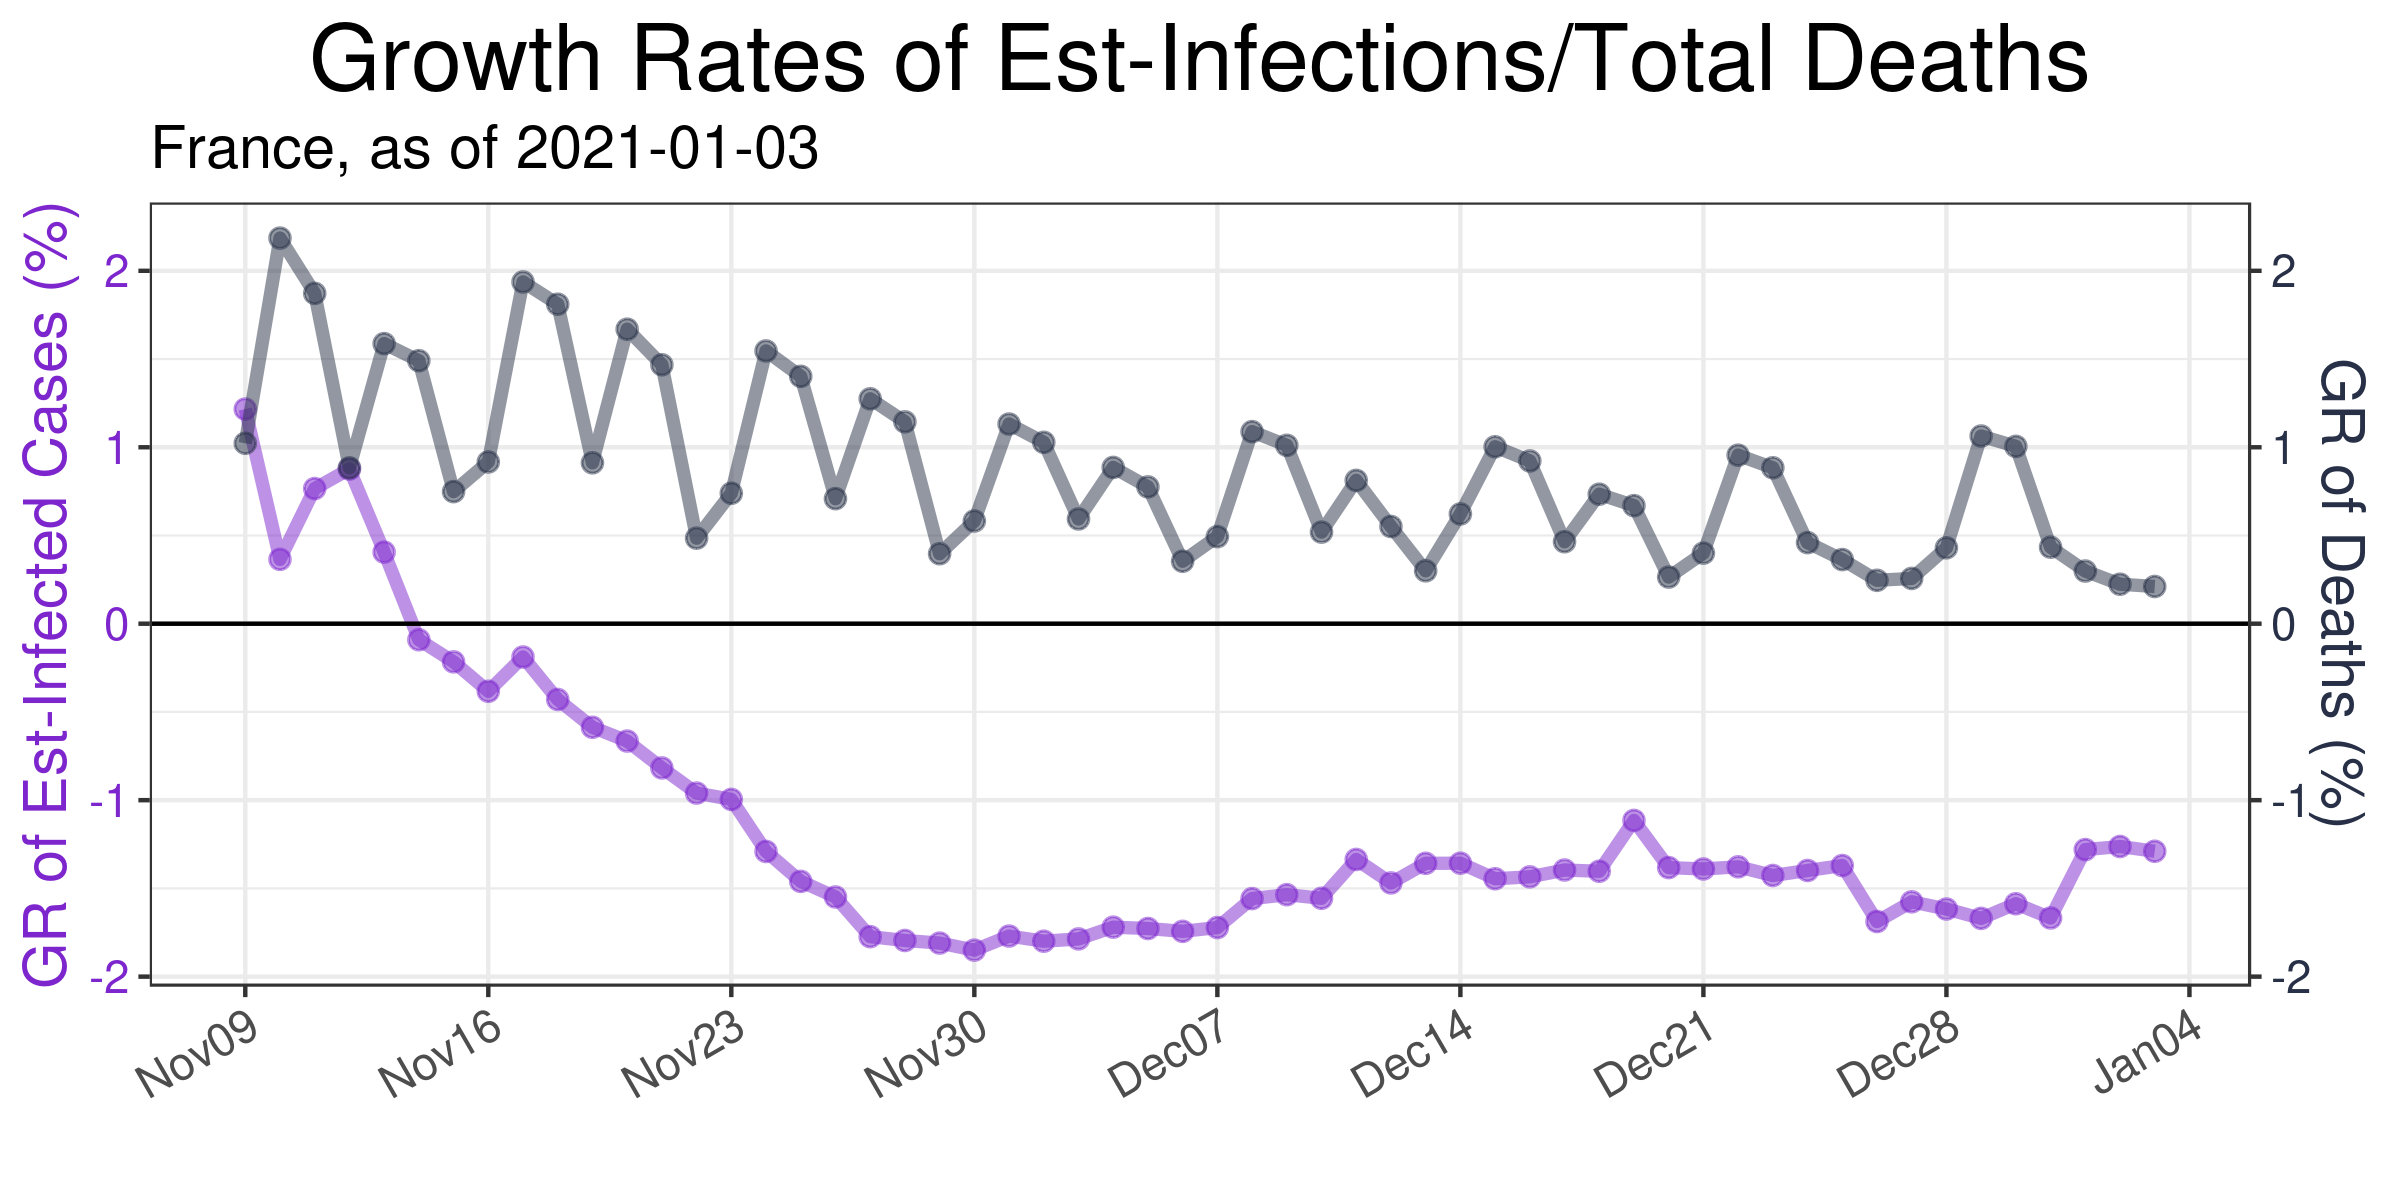 Growth Rates of Est-Infections/Total Deaths
France, as of 2021-01-03
GR of Est-Infected Cases (%)
2
1
0
-1
-2
2
1
0
-1
-2
GR of Deaths (%)
Nov09
Nov16
Nov23
Nov30
Dec07
Dec14
Dec21
Dec28
Jan04